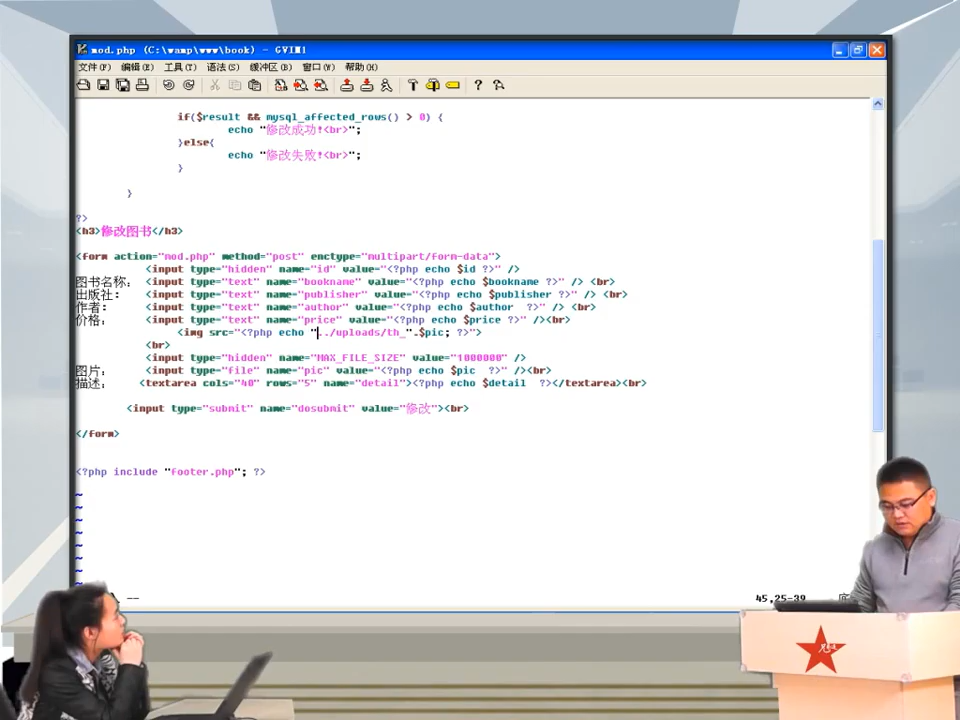 mod.php (C:\wamp\www\book) - GVIM1
文件(F) 编辑(E) 工具(T) 语法(S) 缓冲区(B) 窗口(W) 帮助(H)
if($result && mysql_affected_rows() > 0) {
echo "修改成功!<br>";
}else{
echo "修改失败!<br>";
}
}
?>
<h3>修改图书</h3>
<form action="mod.php" method="post" enctype="multipart/form-data">
<input type="hidden" name="id" value="<?php echo $id ?>" />
图书名称: <input type="text" name="bookname" value="<?php echo $bookname ?>" /> <br>
出版社: <input type="text" name="publisher" value="<?php echo $publisher ?>" /> <br>
作者: <input type="text" name="author" value="<?php echo $author ?>" /> <br>
价格: <input type="text" name="price" value="<?php echo $price ?>" /><br>
<img src="<?php echo "../uploads/th_".$pic; ?>">
<br>
<input type="hidden" name="MAX_FILE_SIZE" value="1000000" />
图片: <input type="file" name="pic" value="<?php echo $pic ?>" /><br>
描述: <textarea cols="40" rows="5" name="detail"><?php echo $detail ?></textarea><br>
<input type="submit" name="dosubmit" value="修改"><br>
</form>
<?php include "footer.php"; ?>
~
~
~
~
~
~
~
~
--
45,25-39